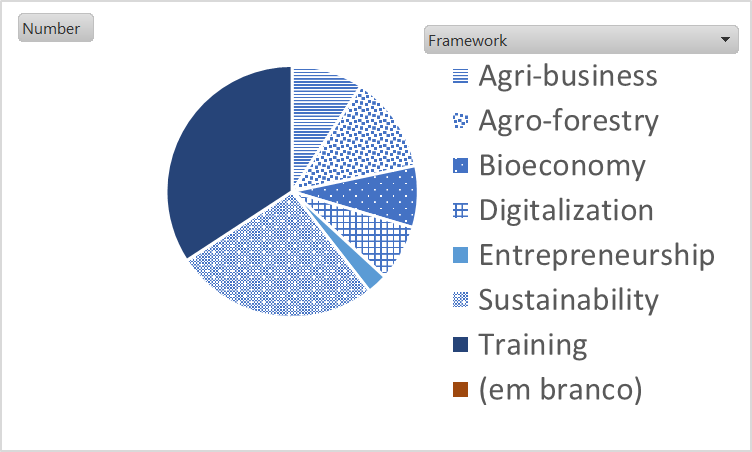 Number
Framework
Agri-business
Agro-forestry
Bioeconomy
Digitalization
Entrepreneurship
Sustainability
Training
(em branco)